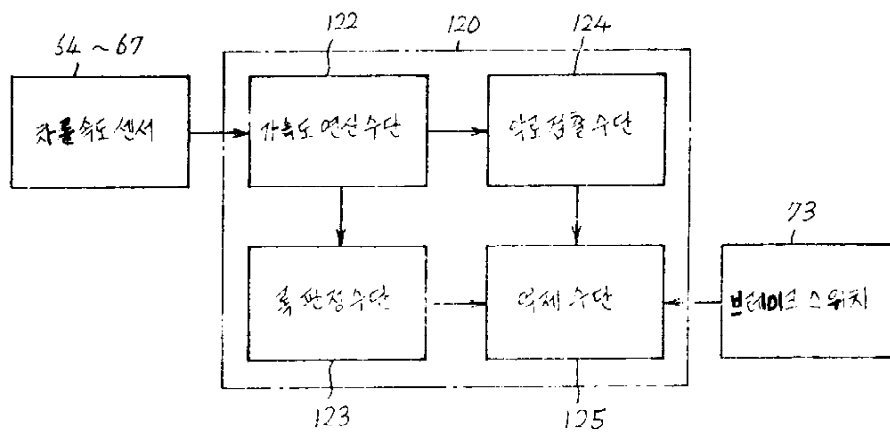 122
120
124
64 ~ 67
차륜속도센서
가속도 연산수단
악로검출수단
73
록 판정수단
억제 수단
브레이크 스위치
123
125